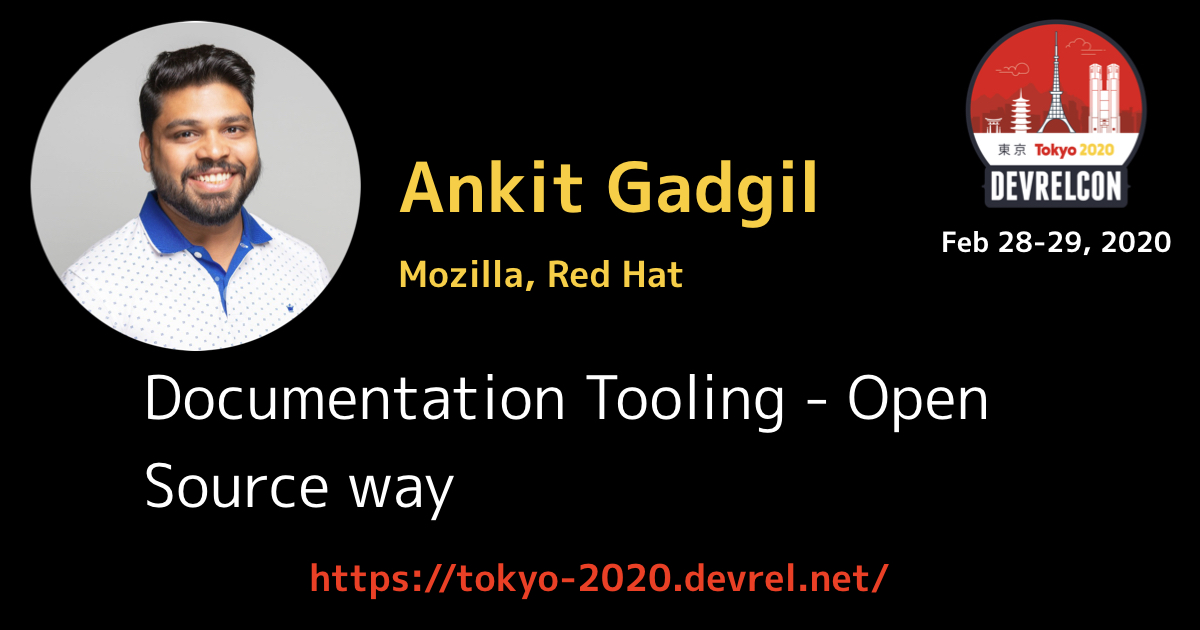 東京 Tokyo 2020
DEVRELCON
Feb 28-29, 2020
Ankit Gadgil
Mozilla, Red Hat
Documentation Tooling - Open
Source way
https://tokyo-2020.devrel.net/